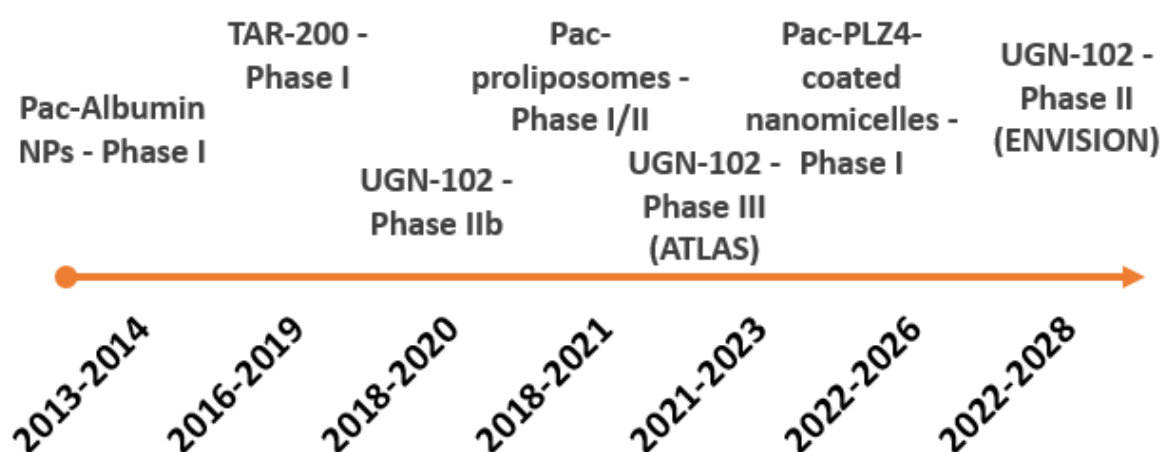 Pac-Albumin
NPs - Phase I
TAR-200 -
Phase I
UGN-102 -
Phase IIb
Pac-
proliposomes -
Phase I/II
UGN-102 -
Phase III
(ATLAS)
Pac-PLZ4-
coated
nanomicelles -
Phase I
UGN-102 -
Phase II
(ENVISION)
2013-2014
2016-2019
2018-2020
2018-2021
2021-2023
2022-2026
2022-2028